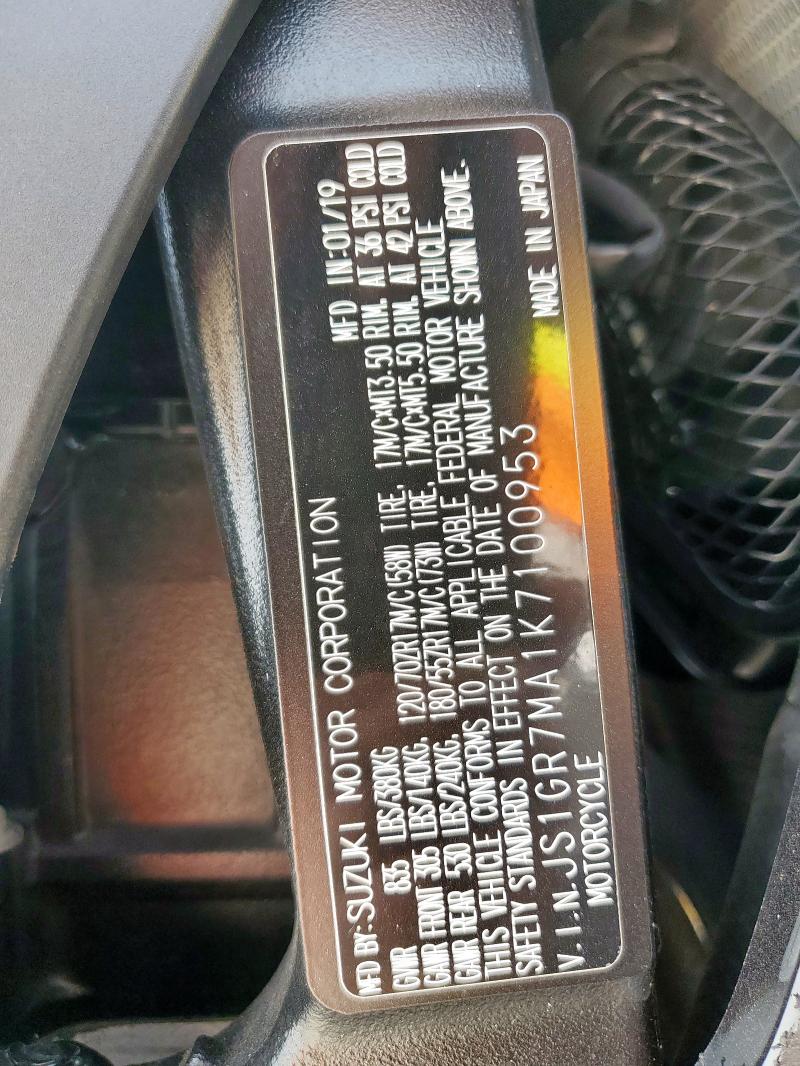 MFD BY:SUZUKI MOTOR CORPORATION MFD IN:01/19
GVWR 835 LBS/380KG
GAWR FRONT 305 LBS/140KG, 120/70ZR17M/C(58W) TIRE, 17M/C×MT3.50 RIM, AT 36 PSI COLD
GAWR REAR 530 LBS/240KG, 180/55ZR17M/C(73W) TIRE, 17M/C×MT5.50 RIM, AT 42 PSI COLD
THIS VEHICLE CONFORMS TO ALL APPLICABLE FEDERAL MOTOR VEHICLE
SAFETY STANDARDS IN EFFECT ON THE DATE OF MANUFACTURE SHOWN ABOVE.
V.I.N.JS1GR7MA1K7100953
MOTORCYCLE MADE IN JAPAN